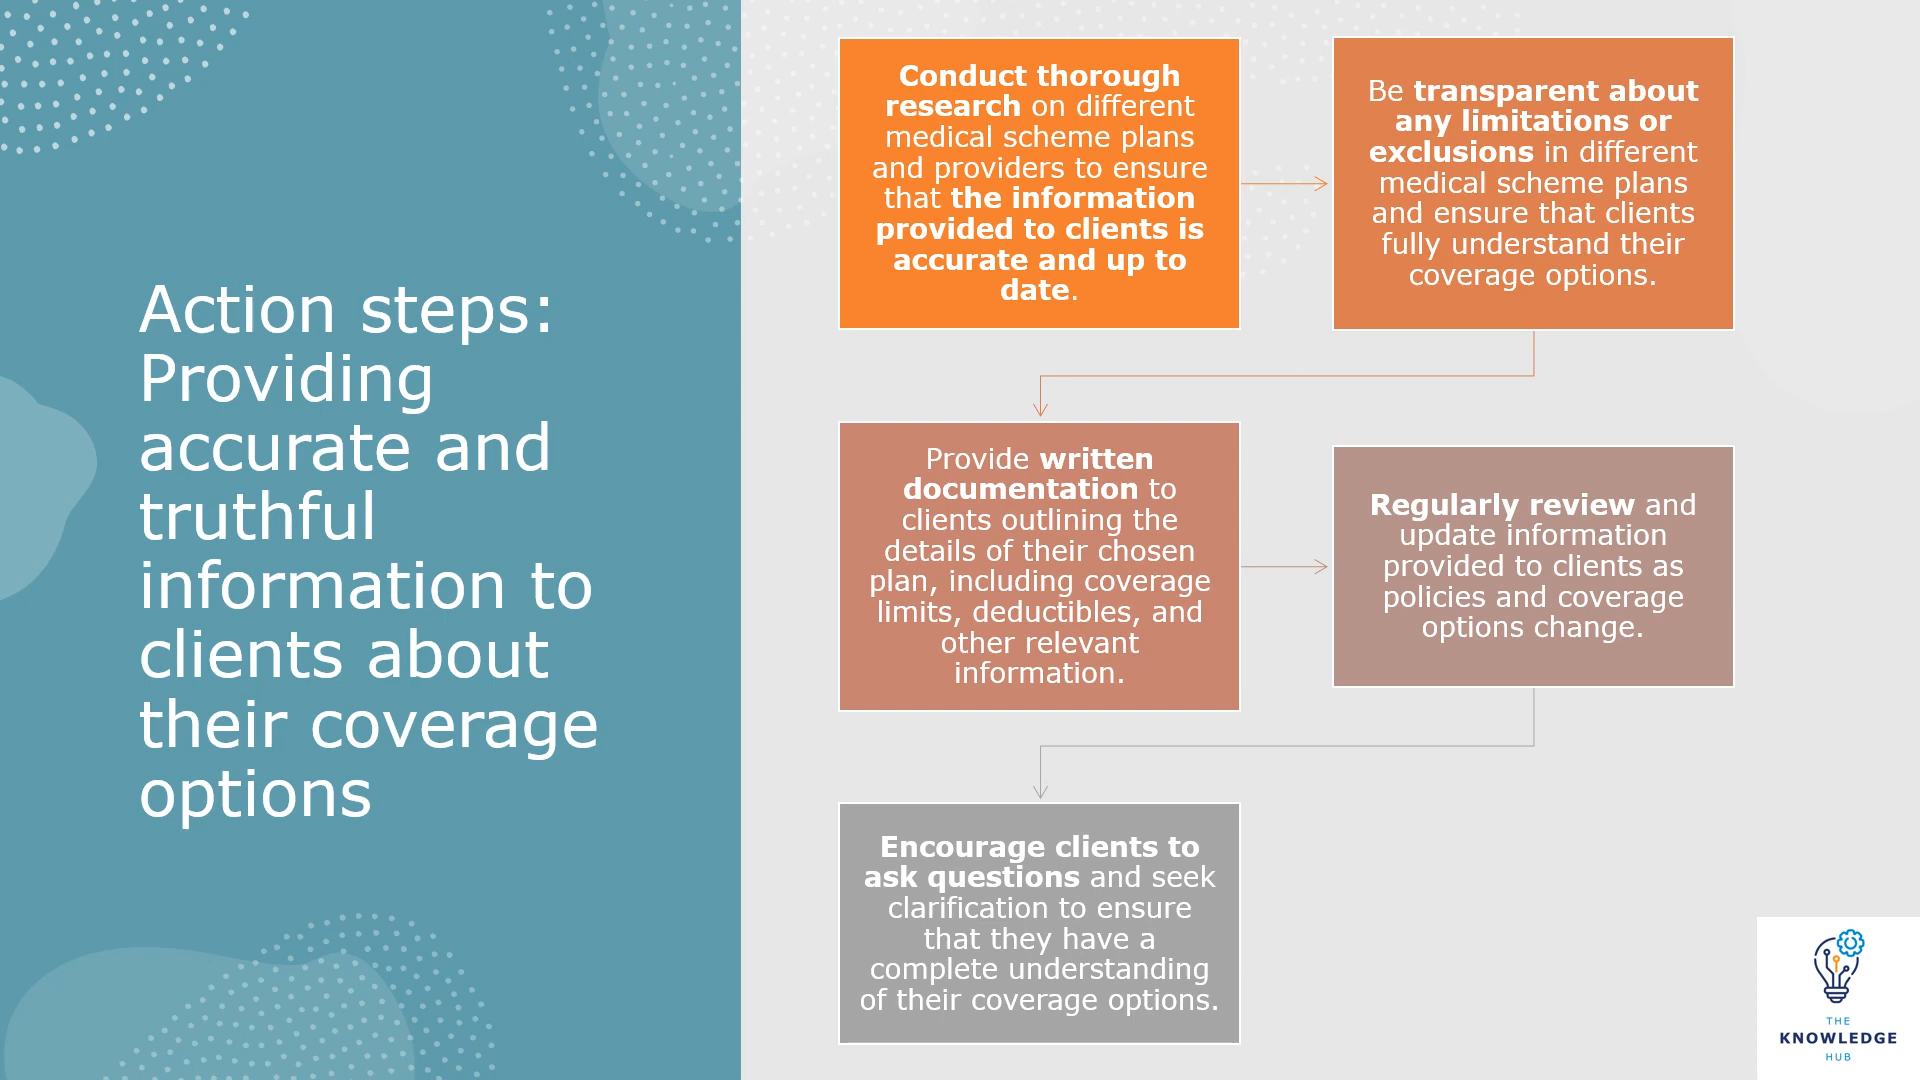 Action steps:
Providing
accurate and
truthful
information to
clients about
their coverage
options
Conduct thorough
research on different
medical scheme plans
and providers to ensure
that the information
provided to clients is
accurate and up to
date.
Be transparent about
any limitations or
exclusions in different
medical scheme plans
and ensure that clients
fully understand their
coverage options.
Provide written
documentation to
clients outlining the
details of their chosen
plan, including coverage
limits, deductibles, and
other relevant
information.
Regularly review and
update information
provided to clients as
policies and coverage
options change.
Encourage clients to
ask questions and seek
clarification to ensure
that they have a
complete understanding
of their coverage options.
THE
KNOWLEDGE
HUB